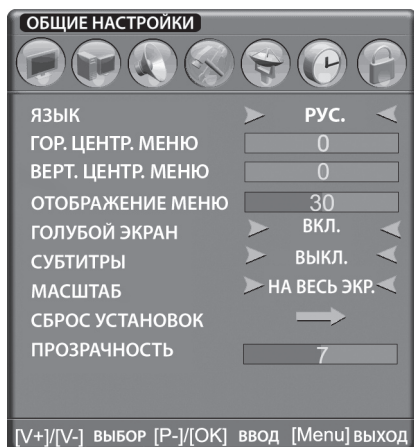 ОБЩИЕ НАСТРОЙКИ
ЯЗЫК РУС.
ГОР. ЦЕНТР. МЕНЮ 0
ВЕРТ. ЦЕНТР. МЕНЮ 0
ОТОБРАЖЕНИЕ МЕНЮ 30
ГОЛУБОЙ ЭКРАН ВКЛ.
СУБТИТРЫ ВЫКЛ.
МАСШТАБ НА ВЕСЬ ЭКР.
СБРОС УСТАНОВОК
ПРОЗРАЧНОСТЬ 7
[V+]/[V-] ВЫБОР [P-]/[OK] ВВОД [Menu] ВЫХОД